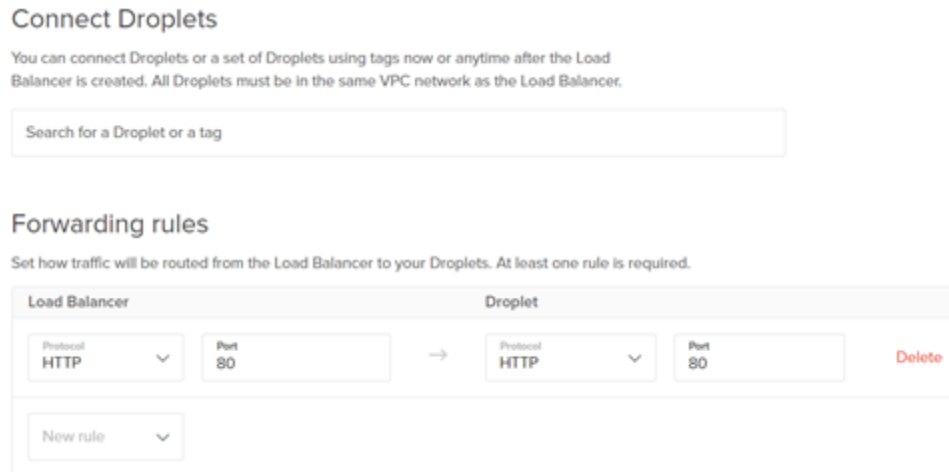 Connect Droplets
You can connect Droplets or a set of Droplets using tags now or anytime after the Load
Balancer is created. All Droplets must be in the same VPC network as the Load Balancer.
Search for a Droplet or a tag
Forwarding rules
Set how traffic will be routed from the Load Balancer to your Droplets. At least one rule is required.
Load Balancer Droplet
Protocol Port Protocol Port
HTTP 80 → HTTP 80 Delete
New rule